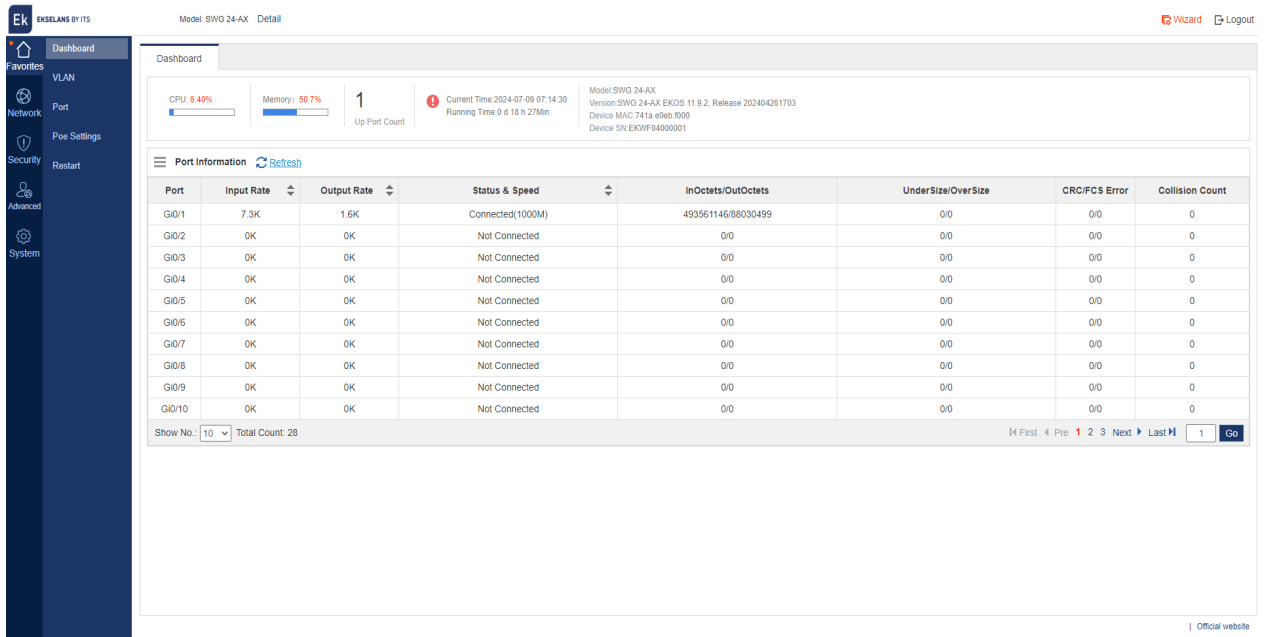 Ek EKSELANS BY ITS
Model: SWG 24-AX Detail
Wizard Logout
Favorites
Network
Security
Advanced
System
Dashboard
VLAN
Port
Poe Settings
Restart
Dashboard
CPU: 6.40%
Memory: 50.7%
1
Up Port Count
Current Time:2024-07-09 07:14:30
Running Time:0 d 18 h 27Min
Model:SWG 24-AX
Version:SWG 24-AX EKOS 11.9.2, Release 202404261703
Device MAC:741a.e0eb.f000
Device SN:EKWF04000001
Port Information Refresh
Port Input Rate Output Rate Status & Speed InOctets/OutOctets UnderSize/OverSize CRC/FCS Error Collision Count
Gi0/1 7.3K 1.6K Connected(1000M) 493561146/88030499 0/0 0/0 0
Gi0/2 0K 0K Not Connected 0/0 0/0 0/0 0
Gi0/3 0K 0K Not Connected 0/0 0/0 0/0 0
Gi0/4 0K 0K Not Connected 0/0 0/0 0/0 0
Gi0/5 0K 0K Not Connected 0/0 0/0 0/0 0
Gi0/6 0K 0K Not Connected 0/0 0/0 0/0 0
Gi0/7 0K 0K Not Connected 0/0 0/0 0/0 0
Gi0/8 0K 0K Not Connected 0/0 0/0 0/0 0
Gi0/9 0K 0K Not Connected 0/0 0/0 0/0 0
Gi0/10 0K 0K Not Connected 0/0 0/0 0/0 0
Show No.: 10 Total Count: 28 First Pre 1 2 3 Next Last 1 Go
| Official website